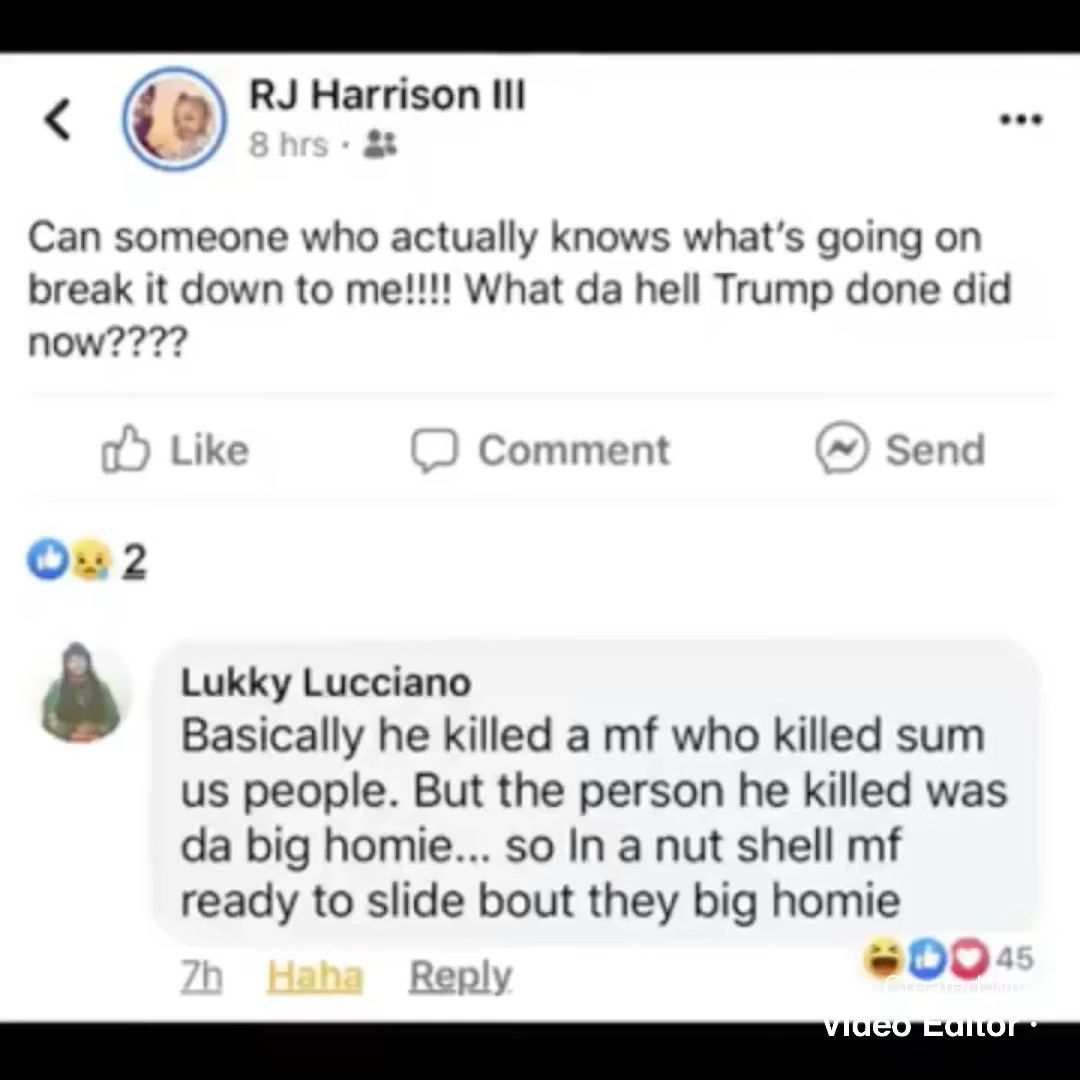 RJ Harrison III
8 hrs ·
Can someone who actually knows what's going on
break it down to me!!!! What da hell Trump done did
now????
Like Comment Send
2
Lukky Lucciano
Basically he killed a mf who killed sum
us people. But the person he killed was
da big homie... so In a nut shell mf
ready to slide bout they big homie
7h Haha Reply 45
Created with
Video Editor ·